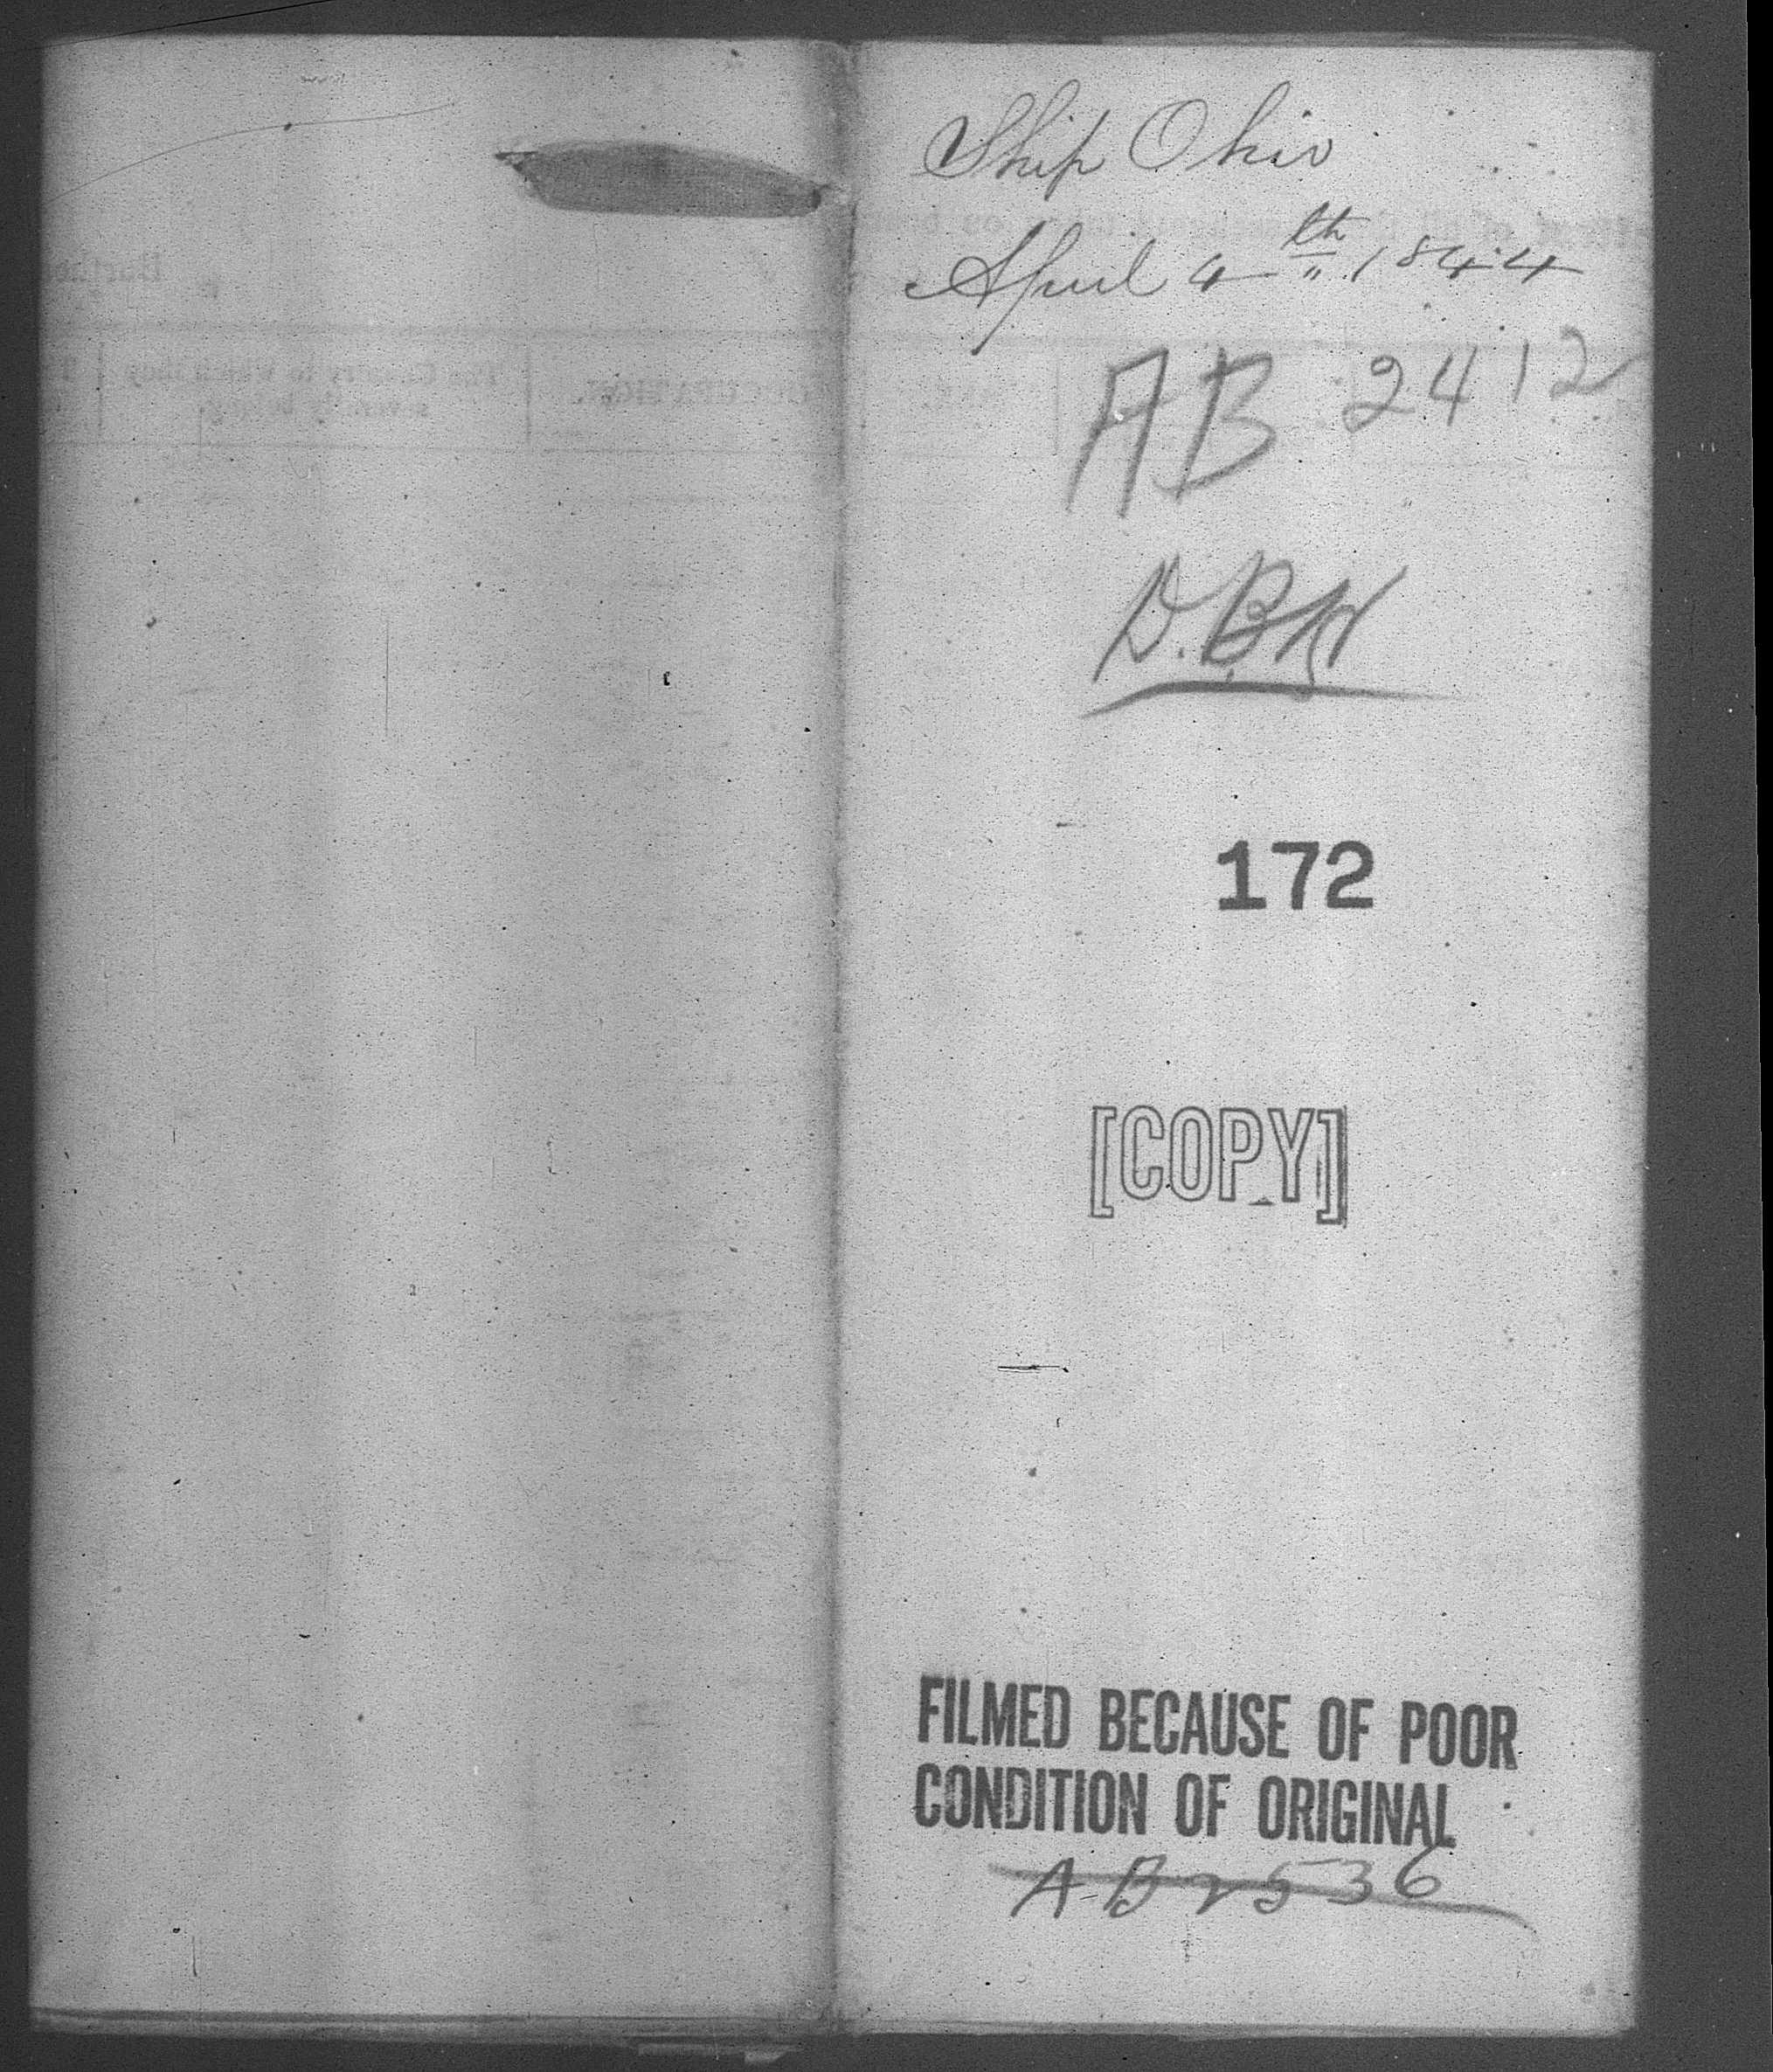 Ship Ohio
April 4th 1844
AB 2412
172
[COPY]
FILMED BECAUSE OF POOR
CONDITION OF ORIGINAL
AB 2536